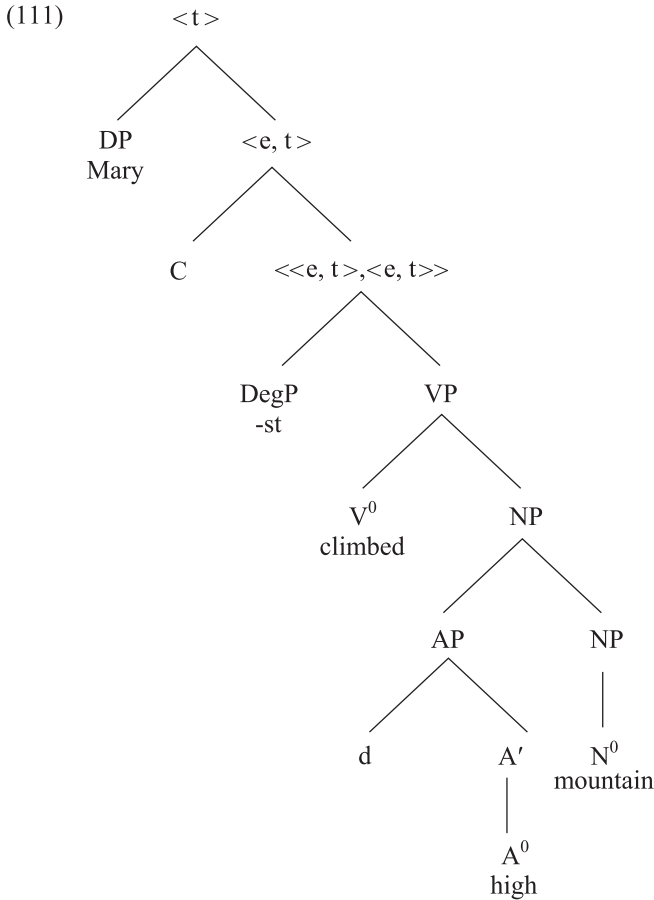 (111) <t>
DP <e, t>
Mary
C <<e, t>,<e, t>>
DegP VP
-st
V⁰ NP
climbed
AP NP
d A′ N⁰
mountain
A⁰
high